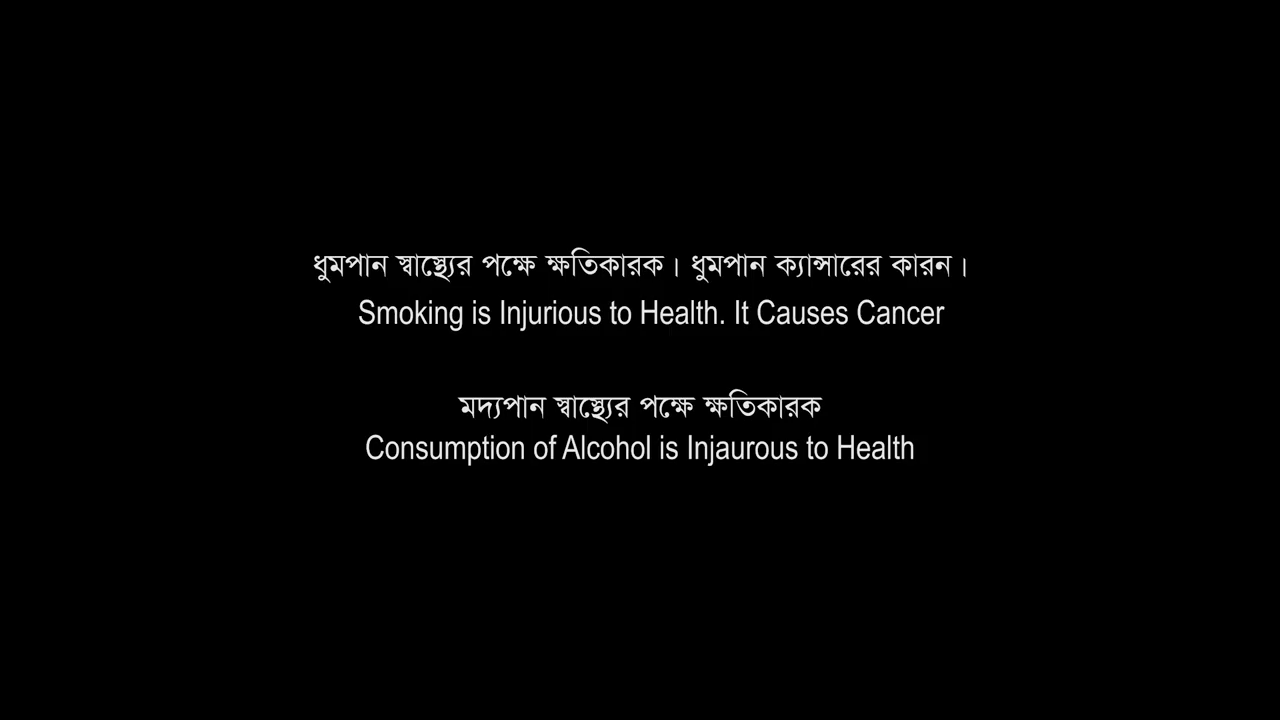 ধুমপান স্বাস্থ্যের পক্ষে ক্ষতিকারক। ধুমপান ক্যান্সারের কারন।
Smoking is Injurious to Health. It Causes Cancer
মদ্যপান স্বাস্থ্যের পক্ষে ক্ষতিকারক
Consumption of Alcohol is Injaurous to Health